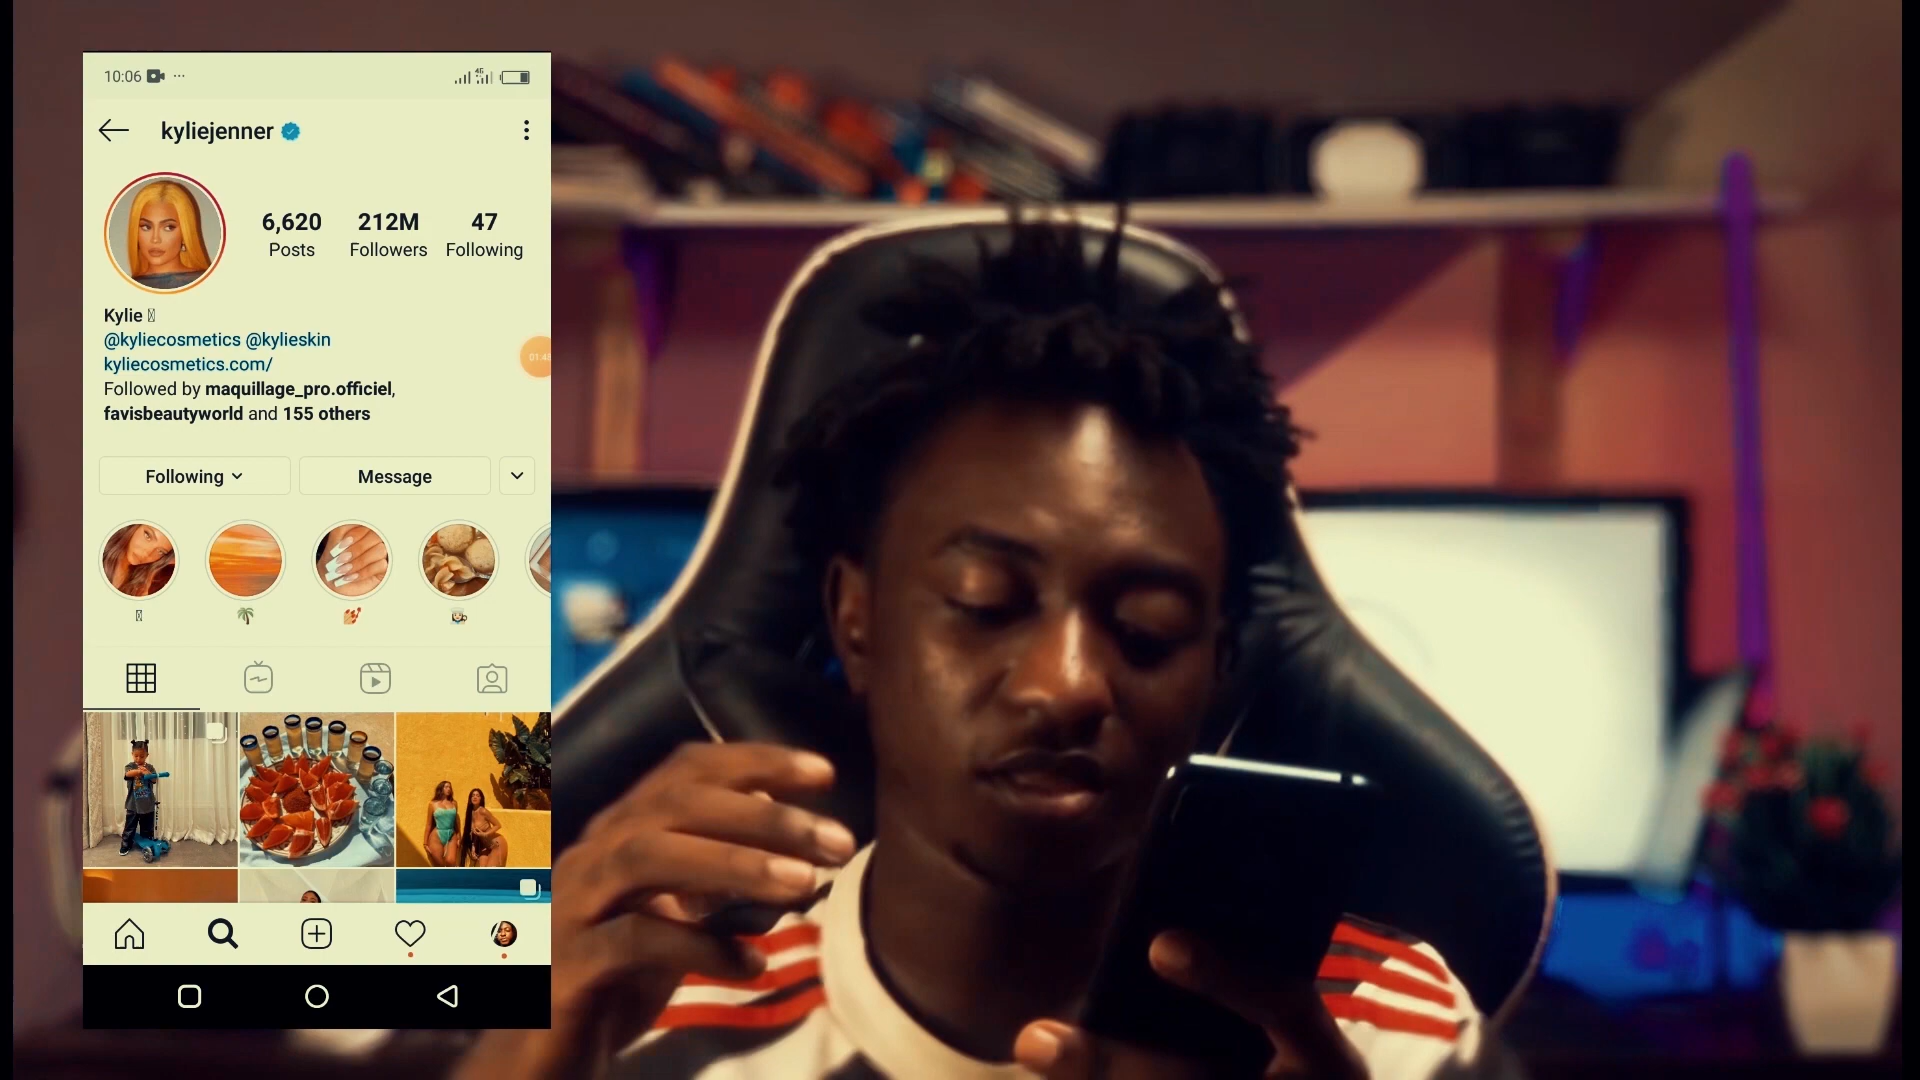 10:06 ...
4G
kyliejenner
6,620 212M 47
Posts Followers Following
Kylie
@kyliecosmetics @kylieskin
kyliecosmetics.com/
Followed by maquillage_pro.officiel,
favisbeautyworld and 155 others
Following Message